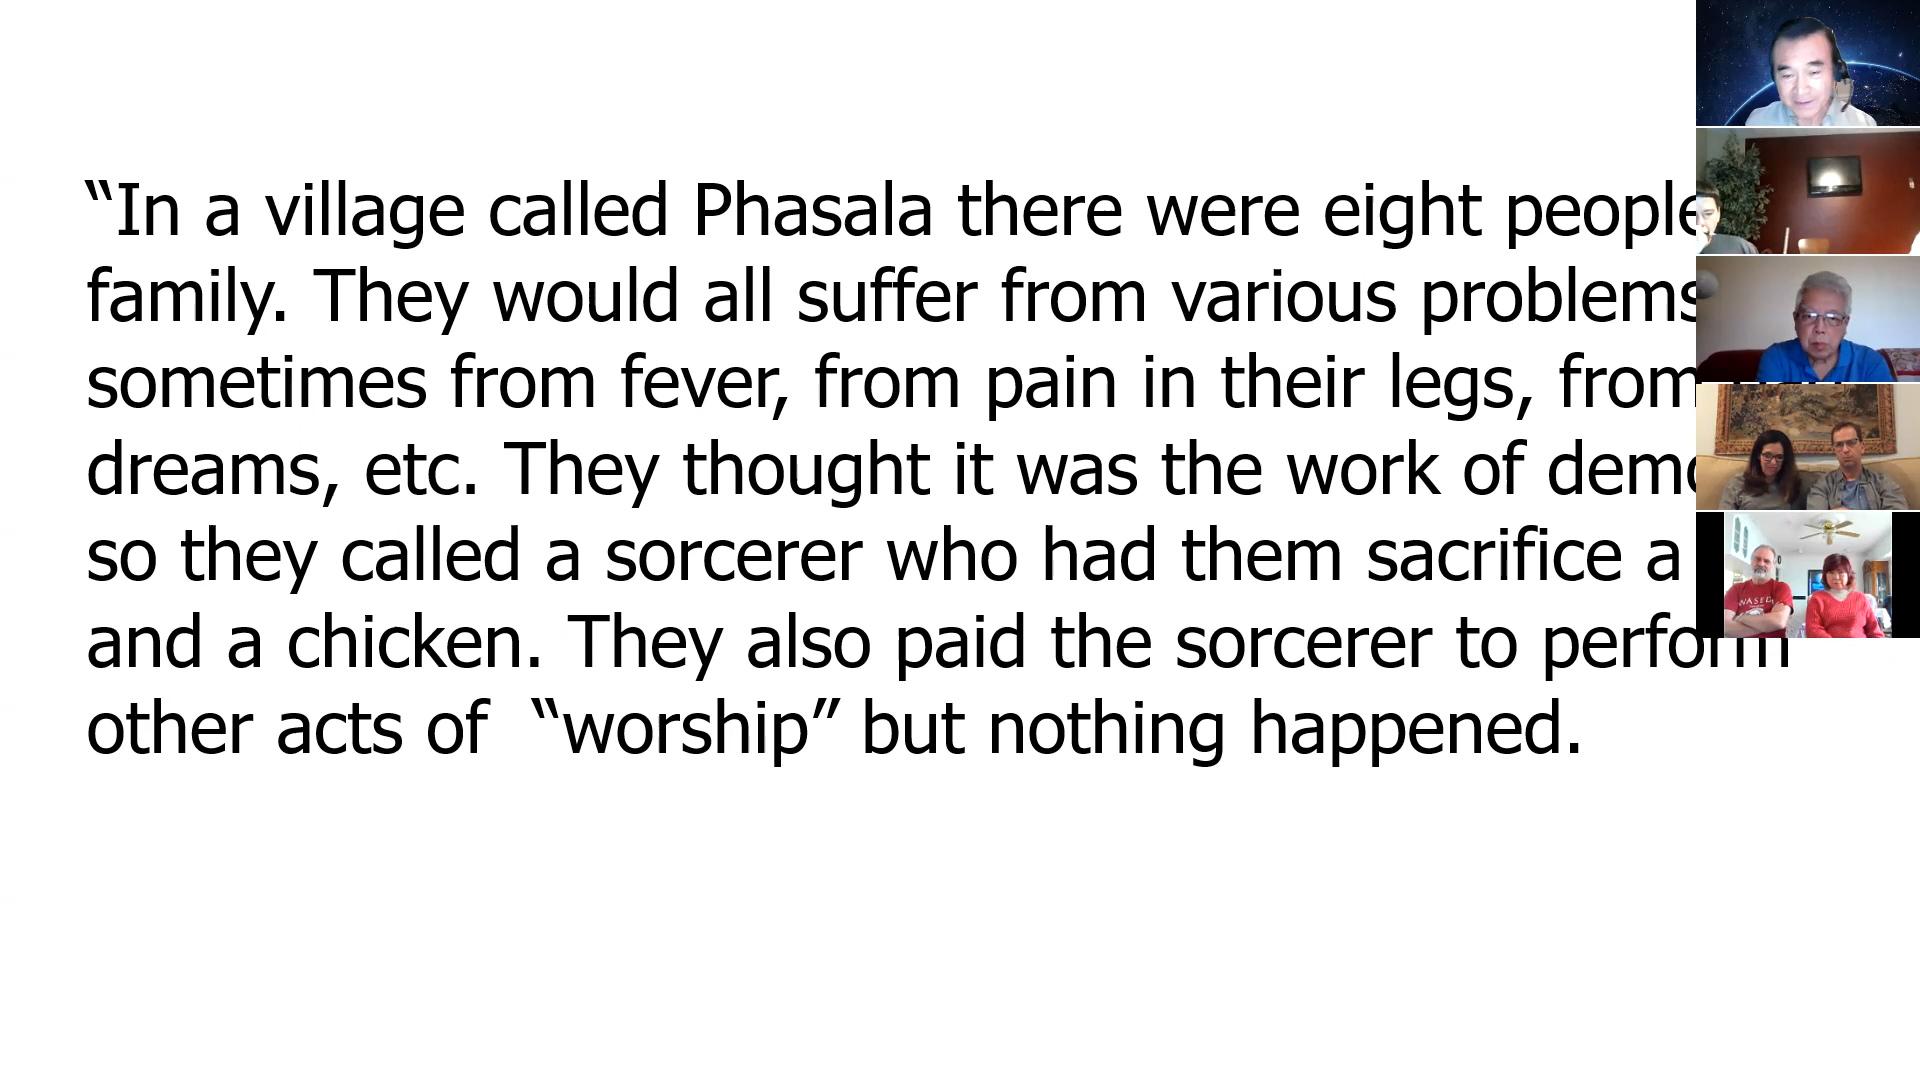 “In a village called Phasala there were eight people
family. They would all suffer from various problems
sometimes from fever, from pain in their legs, from
dreams, etc. They thought it was the work of
so they called a sorcerer who had them sacrifice a
and a chicken. They also paid the sorcerer to perform
other acts of “worship” but nothing happened.
WASED